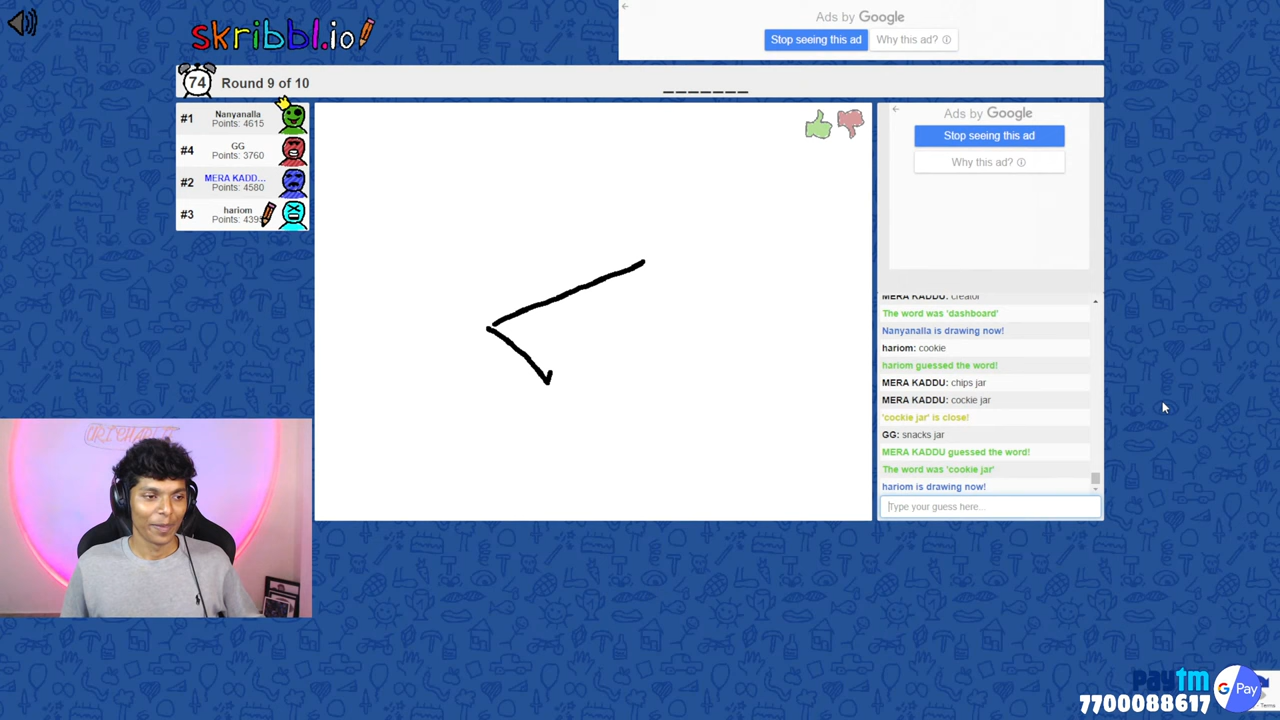 skribbl.io
Ads by Google
Stop seeing this ad
Why this ad?
74
Round 9 of 10
_ _ _ _ _ _ _
#1
Nanyanalla
Points: 4615
#4
GG
Points: 3760
#2
MERA KADD...
Points: 4580
#3
hariom
Points: 4395
Ads by Google
Stop seeing this ad
Why this ad?
MERA KADDU: creator
The word was 'dashboard'
Nanyanalla is drawing now!
hariom: cookie
hariom guessed the word!
MERA KADDU: chips jar
MERA KADDU: cockie jar
'cockie jar' is close!
GG: snacks jar
MERA KADDU guessed the word!
The word was 'cookie jar'
hariom is drawing now!
Type your guess here...
paytm
7700088617
G Pay
- Terms